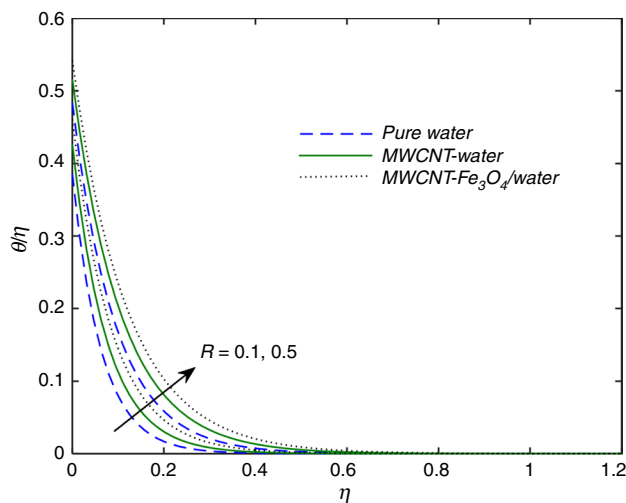 0.6
0.5
0.4
0.3
0.2
0.1
0
θ/η
Pure water
MWCNT-water
MWCNT-Fe₃O₄/water
R = 0.1, 0.5
0 0.2 0.4 0.6 0.8 1 1.2
η